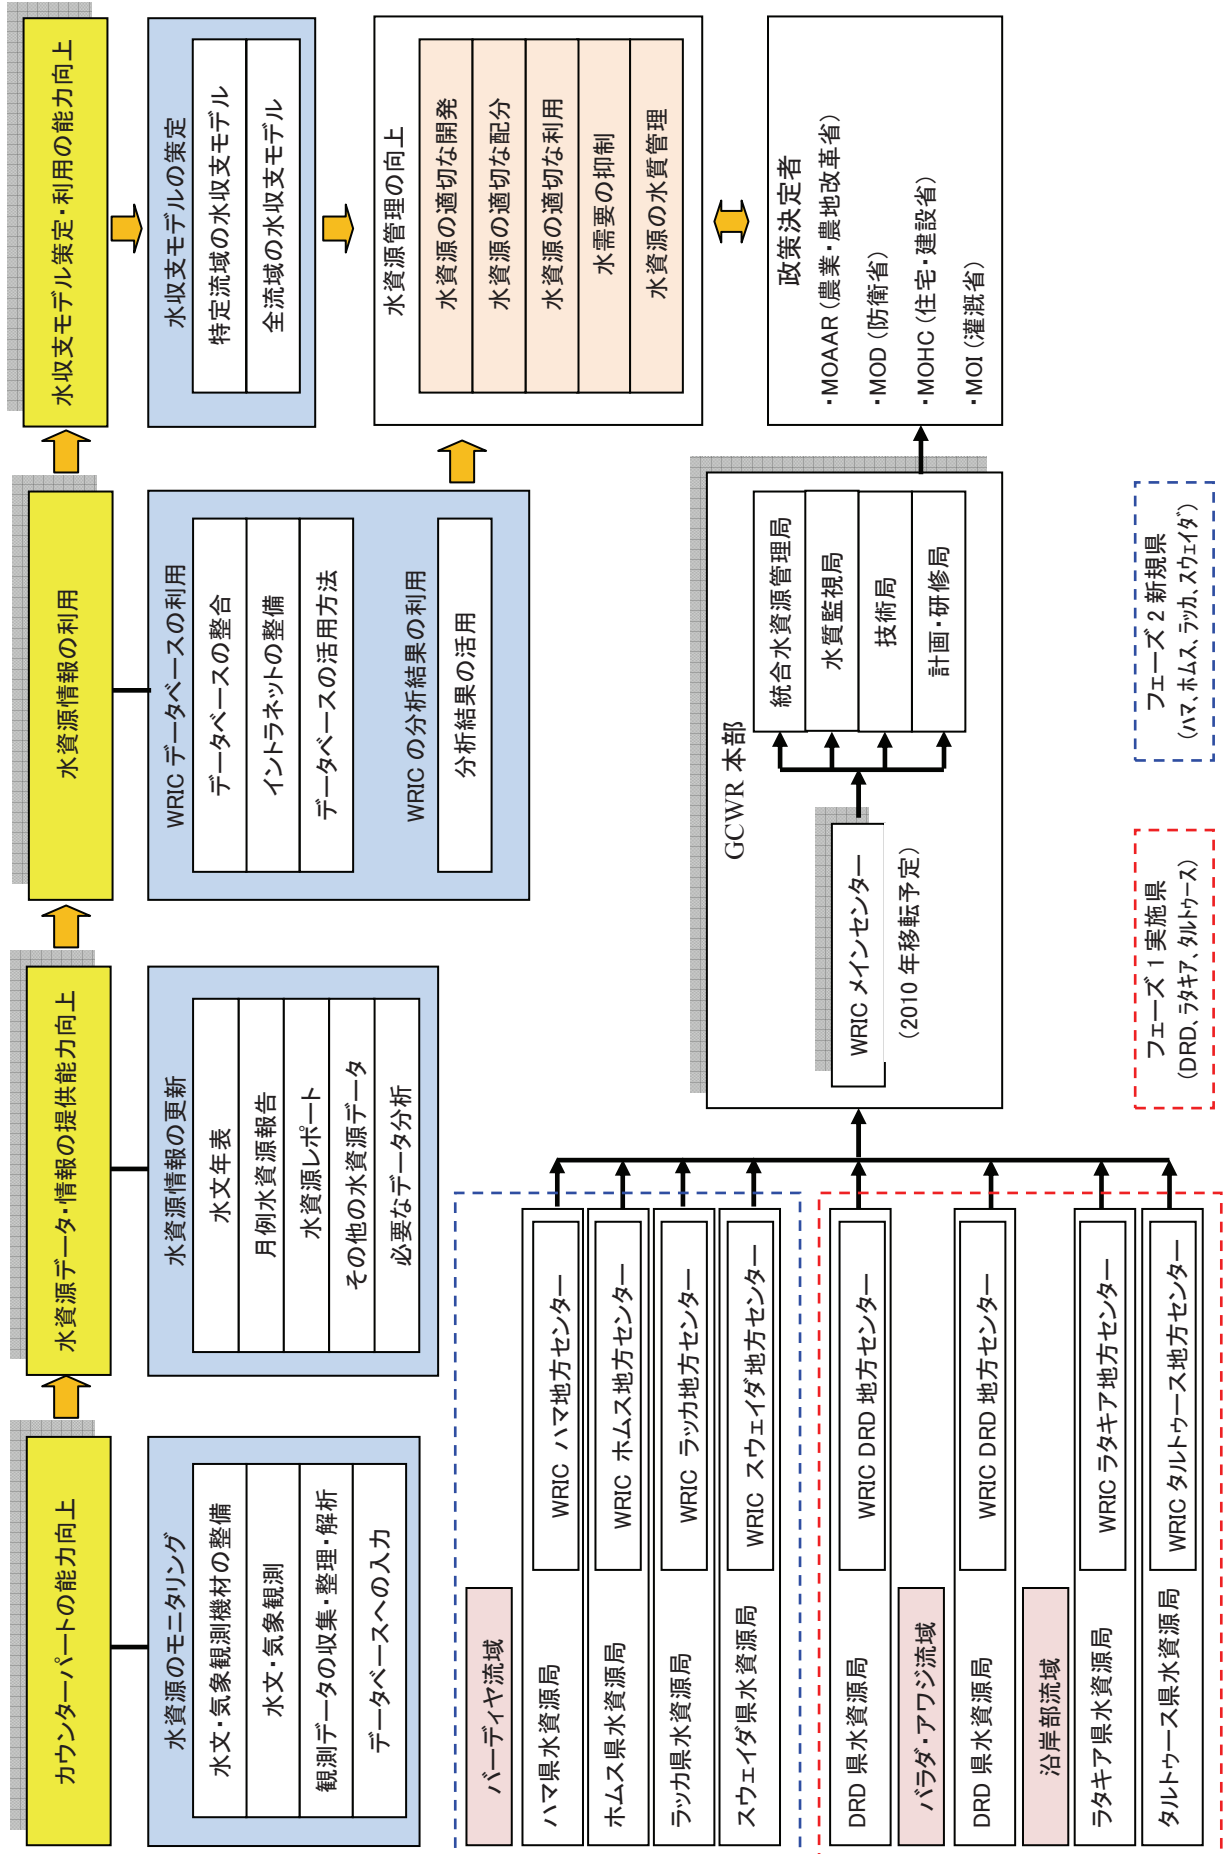 カウンターパートの能力向上
水資源のモニタリング
水文・気象観測機材の整備
水文・気象観測
観測データの収集・整理・解析
データベースへの入力
水資源データ・情報の提供能力向上
水資源情報の更新
水文年表
月例水資源報告
水資源レポート
その他の水資源データ
必要なデータ分析
水資源情報の利用
WRIC データベースの利用
データベースの整合
イントラネットの整備
データベースの活用方法
WRIC の分析結果の利用
分析結果の活用
水収支モデル策定・利用の能力向上
水収支モデルの策定
特定流域の水収支モデル
全流域の水収支モデル
水資源管理の向上
水資源の適切な開発
水資源の適切な配分
水資源の適切な利用
水需要の抑制
水資源の水質管理
バーディヤ流域
ハマ県水資源局
WRIC ハマ地方センター
ホムス県水資源局
WRIC ホムス地方センター
ラッカ県水資源局
WRIC ラッカ地方センター
スウェイダ県水資源局
WRIC スウェイダ地方センター
DRD 県水資源局
WRIC DRD 地方センター
バラダ・アワジ流域
DRD 県水資源局
WRIC DRD 地方センター
沿岸部流域
ラタキア県水資源局
WRIC ラタキア地方センター
タルトゥース県水資源局
WRIC タルトゥース地方センター
GCWR 本部
WRIC メインセンター
(2010 年移転予定)
統合水資源管理局
水質監視局
技術局
計画・研修局
政策決定者
・MOAAR (農業・農地改革省)
・MOD (防衛省)
・MOHC (住宅・建設省)
・MOI (灌漑省)
フェーズ 1 実施県
(DRD、ラタキア、タルトゥース)
フェーズ 2 新規県
(ハマ、ホムス、ラッカ、スウェイダ)